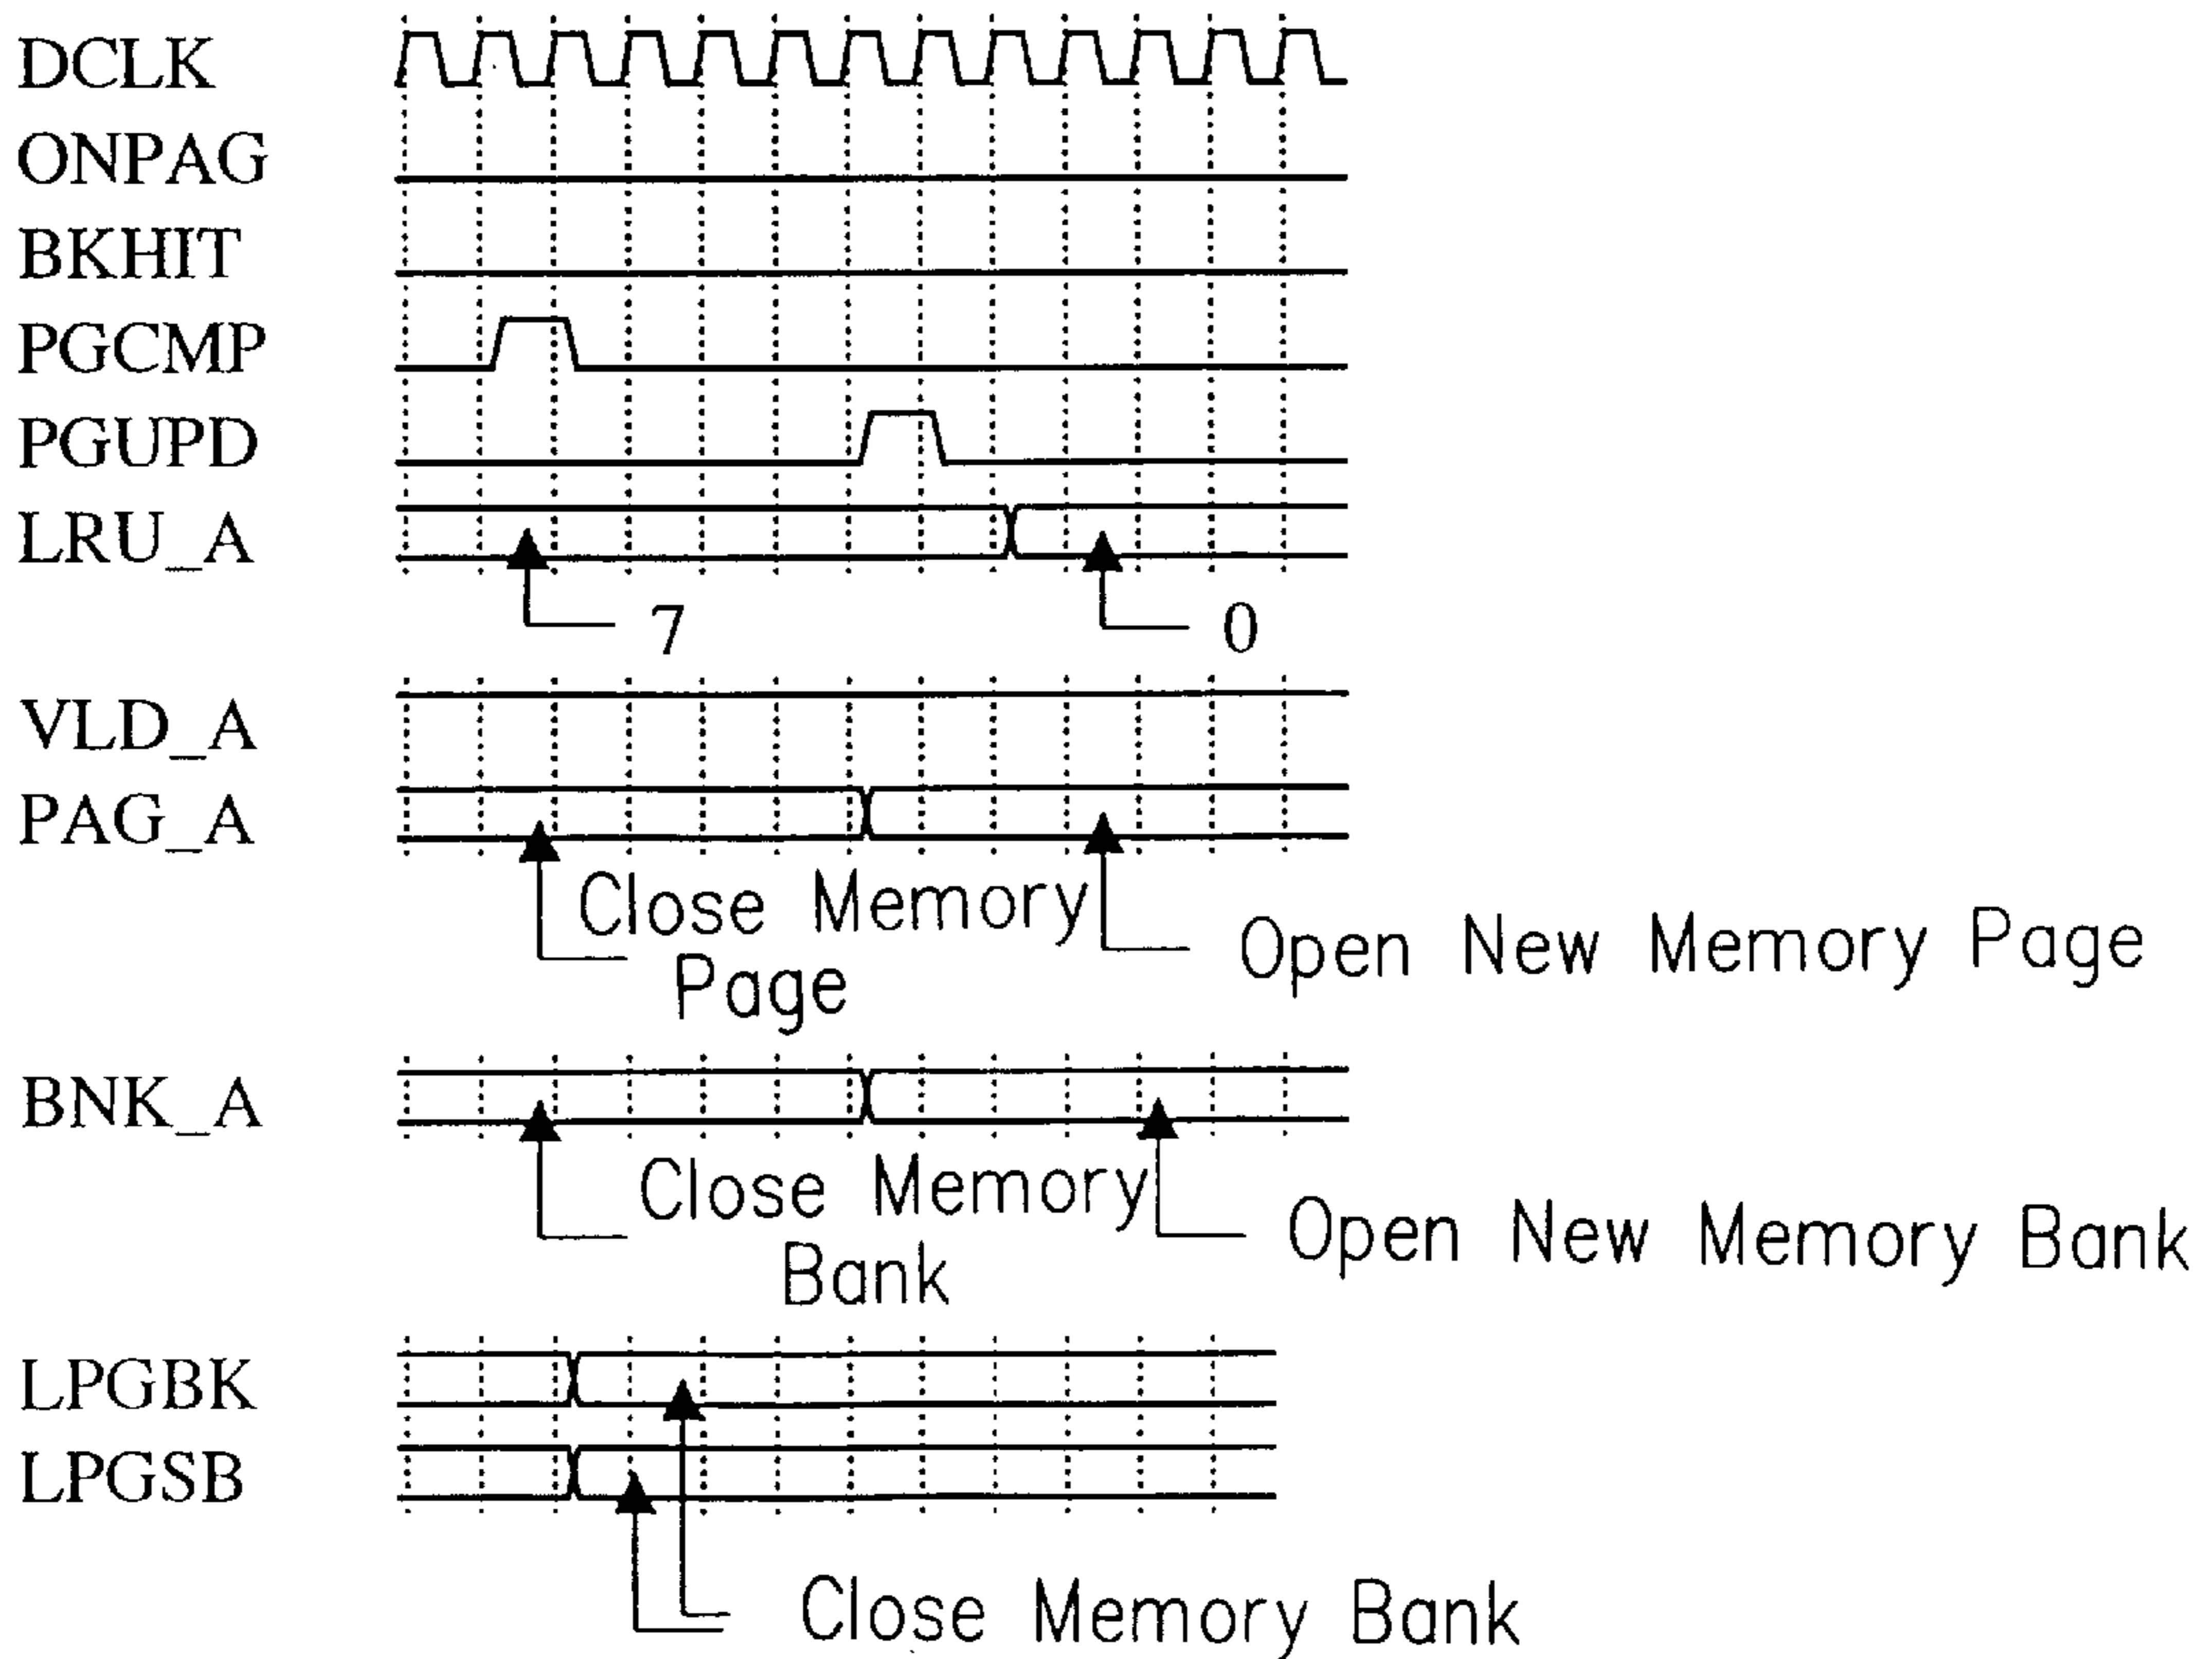 DCLK
ONPAG
BKHIT
PGCMP
PGUPD
LRU_A
7
0
VLD_A
PAG_A
Close Memory
Page
Open New Memory Page
BNK_A
Close Memory
Bank
Open New Memory Bank
LPGBK
LPGSB
Close Memory Bank